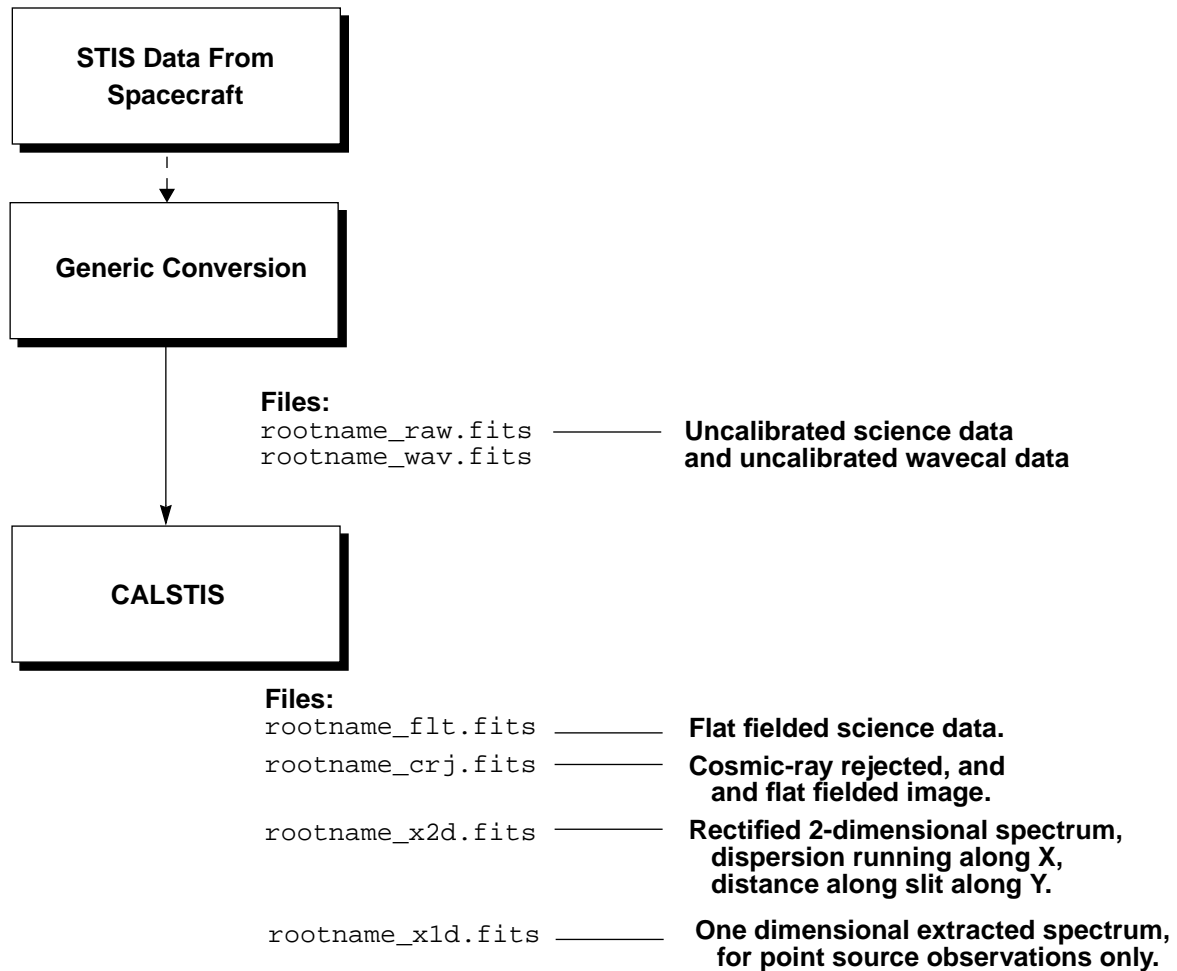 STIS Data From
Spacecraft
Generic Conversion
Files:
rootname_raw.fits
rootname_wav.fits
Uncalibrated science data
and uncalibrated wavecal data
CALSTIS
Files:
rootname_flt.fits
Flat fielded science data.
rootname_crj.fits
Cosmic-ray rejected, and
and flat fielded image.
rootname_x2d.fits
Rectified 2-dimensional spectrum,
dispersion running along X,
distance along slit along Y.
rootname_x1d.fits
One dimensional extracted spectrum,
for point source observations only.